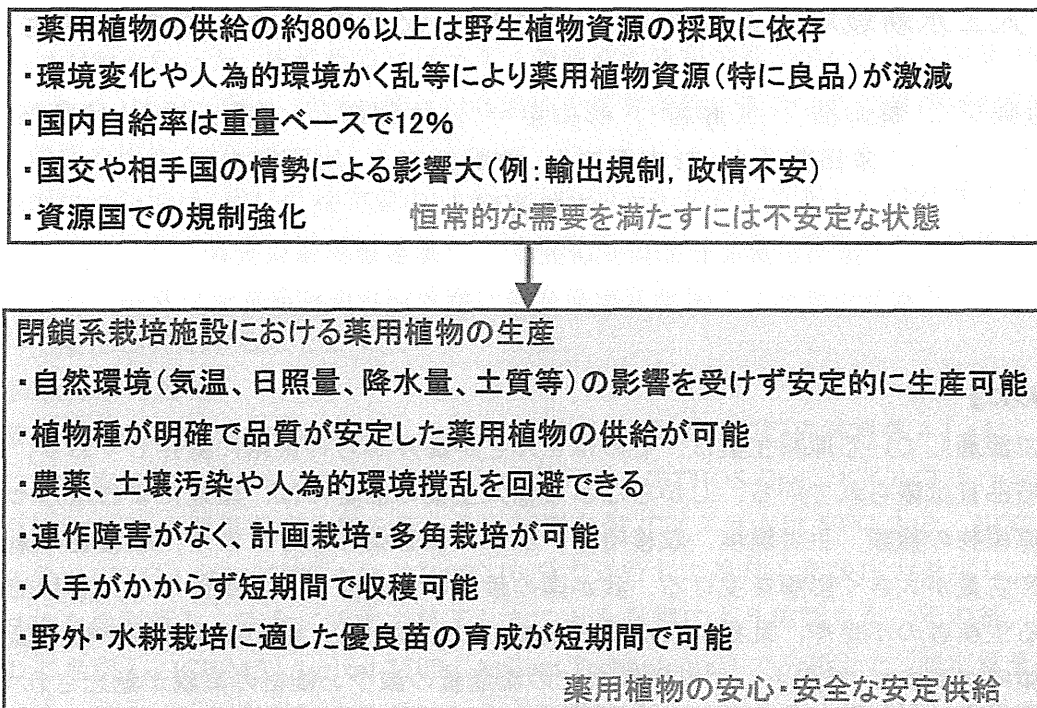 ・薬用植物の供給の約80%以上は野生植物資源の採取に依存
・環境変化や人為的環境かく乱等により薬用植物資源(特に良品)が激減
・国内自給率は重量ベースで12%
・国交や相手国の情勢による影響大(例:輸出規制, 政情不安)
・資源国での規制強化 恒常的な需要を満たすには不安定な状態
閉鎖系栽培施設における薬用植物の生産
・自然環境(気温、日照量、降水量、土質等)の影響を受けず安定的に生産可能
・植物種が明確で品質が安定した薬用植物の供給が可能
・農薬、土壌汚染や人為的環境撹乱を回避できる
・連作障害がなく、計画栽培・多角栽培が可能
・人手がかからず短期間で収穫可能
・野外・水耕栽培に適した優良苗の育成が短期間で可能
薬用植物の安心・安全な安定供給